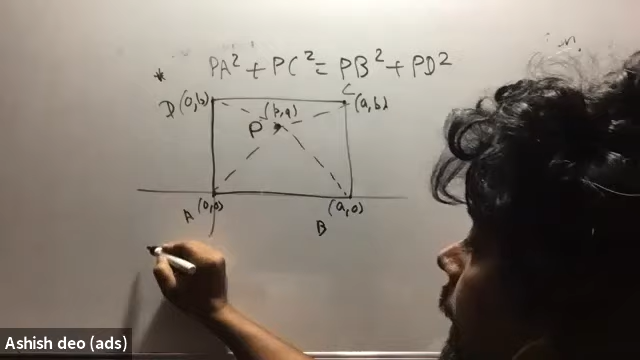 * PA² + PC² = PB² + PD²
C
D (0,b) (p,q) (a,b)
P
A (0,0) (a,0)
B
Ashish deo (ads)